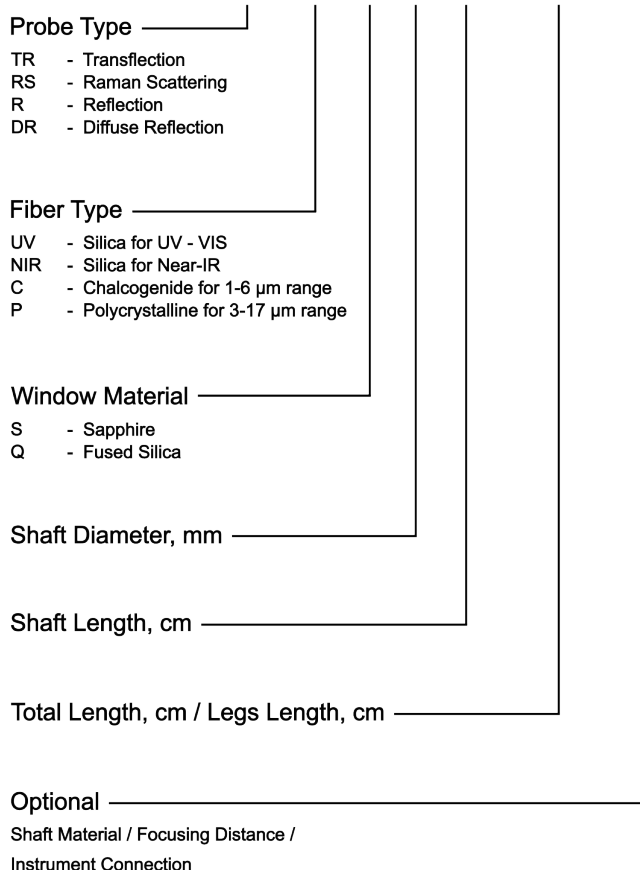 Probe Type
TR - Transflection
RS - Raman Scattering
R - Reflection
DR - Diffuse Reflection
Fiber Type
UV - Silica for UV - VIS
NIR - Silica for Near-IR
C - Chalcogenide for 1-6 µm range
P - Polycrystalline for 3-17 µm range
Window Material
S - Sapphire
Q - Fused Silica
Shaft Diameter, mm
Shaft Length, cm
Total Length, cm / Legs Length, cm
Optional
Shaft Material / Focusing Distance /
Instrument Connection